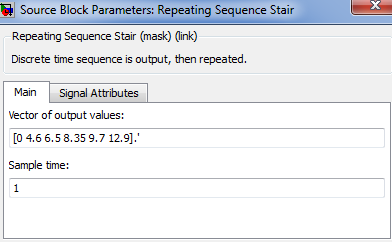 Source Block Parameters: Repeating Sequence Stair
Repeating Sequence Stair (mask) (link)
Discrete time sequence is output, then repeated.
Main Signal Attributes
Vector of output values:
[0 4.6 6.5 8.35 9.7 12.9].'
Sample time:
1